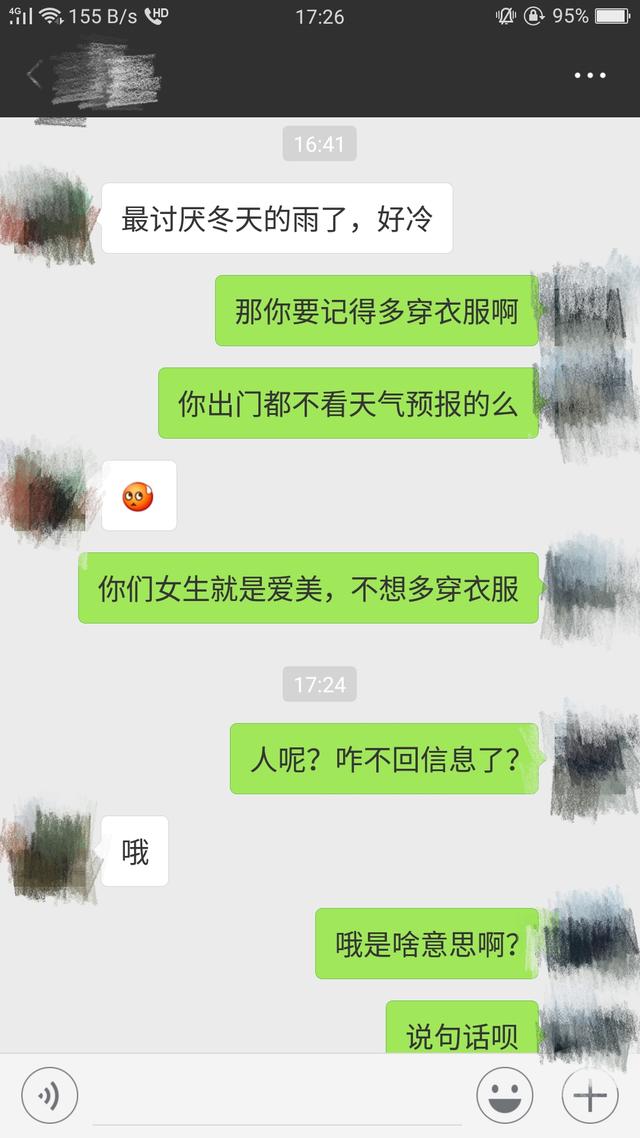 4G 155 B/s HD 17:26 95%
16:41
最讨厌冬天的雨了，好冷
那你要记得多穿衣服啊
你出门都不看天气预报的么
你们女生就是爱美，不想多穿衣服
17:24
人呢？咋不回信息了？
哦
哦是啥意思啊？
说句话呗